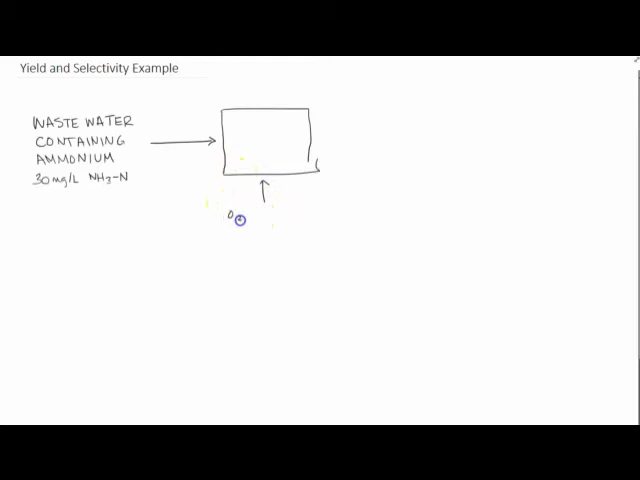 Yield and Selectivity Example
WASTE WATER
CONTAINING
AMMONIUM
30 mg/L NH3-N